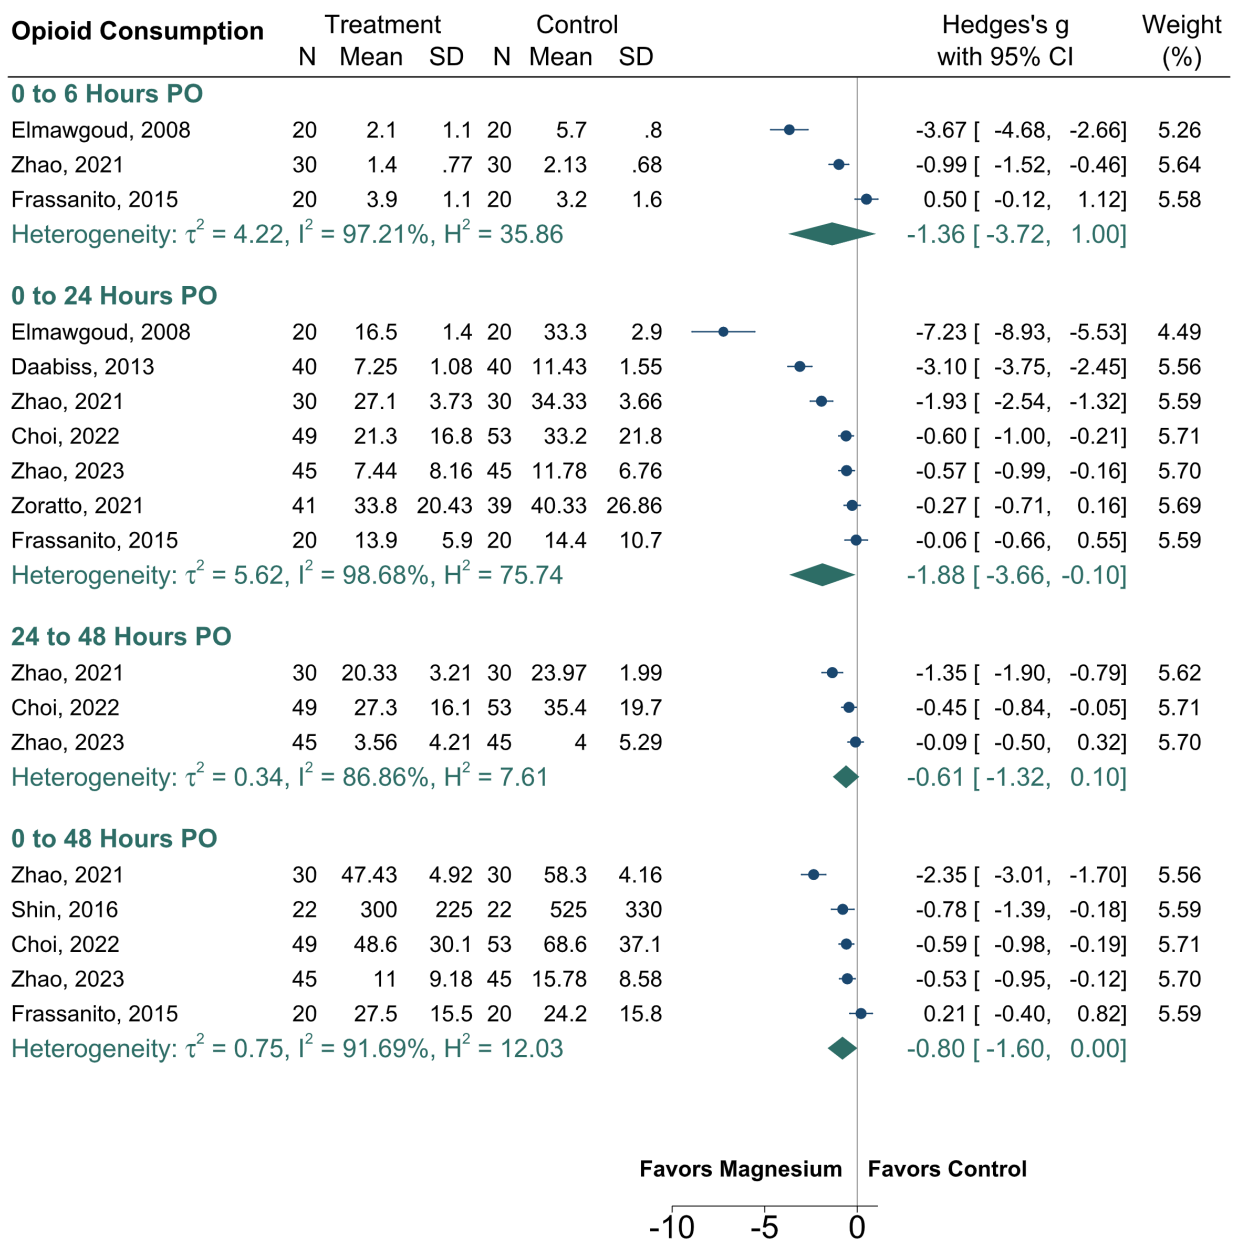 Opioid Consumption Treatment Control Hedges's g Weight
N Mean SD N Mean SD with 95% CI (%)
0 to 6 Hours PO
Elmawgoud, 2008 20 2.1 1.1 20 5.7 .8 -3.67 [ -4.68, -2.66] 5.26
Zhao, 2021 30 1.4 .77 30 2.13 .68 -0.99 [ -1.52, -0.46] 5.64
Frassanito, 2015 20 3.9 1.1 20 3.2 1.6 0.50 [ -0.12, 1.12] 5.58
Heterogeneity: τ² = 4.22, I² = 97.21%, H² = 35.86 -1.36 [ -3.72, 1.00]
0 to 24 Hours PO
Elmawgoud, 2008 20 16.5 1.4 20 33.3 2.9 -7.23 [ -8.93, -5.53] 4.49
Daabiss, 2013 40 7.25 1.08 40 11.43 1.55 -3.10 [ -3.75, -2.45] 5.56
Zhao, 2021 30 27.1 3.73 30 34.33 3.66 -1.93 [ -2.54, -1.32] 5.59
Choi, 2022 49 21.3 16.8 53 33.2 21.8 -0.60 [ -1.00, -0.21] 5.71
Zhao, 2023 45 7.44 8.16 45 11.78 6.76 -0.57 [ -0.99, -0.16] 5.70
Zoratto, 2021 41 33.8 20.43 39 40.33 26.86 -0.27 [ -0.71, 0.16] 5.69
Frassanito, 2015 20 13.9 5.9 20 14.4 10.7 -0.06 [ -0.66, 0.55] 5.59
Heterogeneity: τ² = 5.62, I² = 98.68%, H² = 75.74 -1.88 [ -3.66, -0.10]
24 to 48 Hours PO
Zhao, 2021 30 20.33 3.21 30 23.97 1.99 -1.35 [ -1.90, -0.79] 5.62
Choi, 2022 49 27.3 16.1 53 35.4 19.7 -0.45 [ -0.84, -0.05] 5.71
Zhao, 2023 45 3.56 4.21 45 4 5.29 -0.09 [ -0.50, 0.32] 5.70
Heterogeneity: τ² = 0.34, I² = 86.86%, H² = 7.61 -0.61 [ -1.32, 0.10]
0 to 48 Hours PO
Zhao, 2021 30 47.43 4.92 30 58.3 4.16 -2.35 [ -3.01, -1.70] 5.56
Shin, 2016 22 300 225 22 525 330 -0.78 [ -1.39, -0.18] 5.59
Choi, 2022 49 48.6 30.1 53 68.6 37.1 -0.59 [ -0.98, -0.19] 5.71
Zhao, 2023 45 11 9.18 45 15.78 8.58 -0.53 [ -0.95, -0.12] 5.70
Frassanito, 2015 20 27.5 15.5 20 24.2 15.8 0.21 [ -0.40, 0.82] 5.59
Heterogeneity: τ² = 0.75, I² = 91.69%, H² = 12.03 -0.80 [ -1.60, 0.00]
Favors Magnesium Favors Control
-10 -5 0